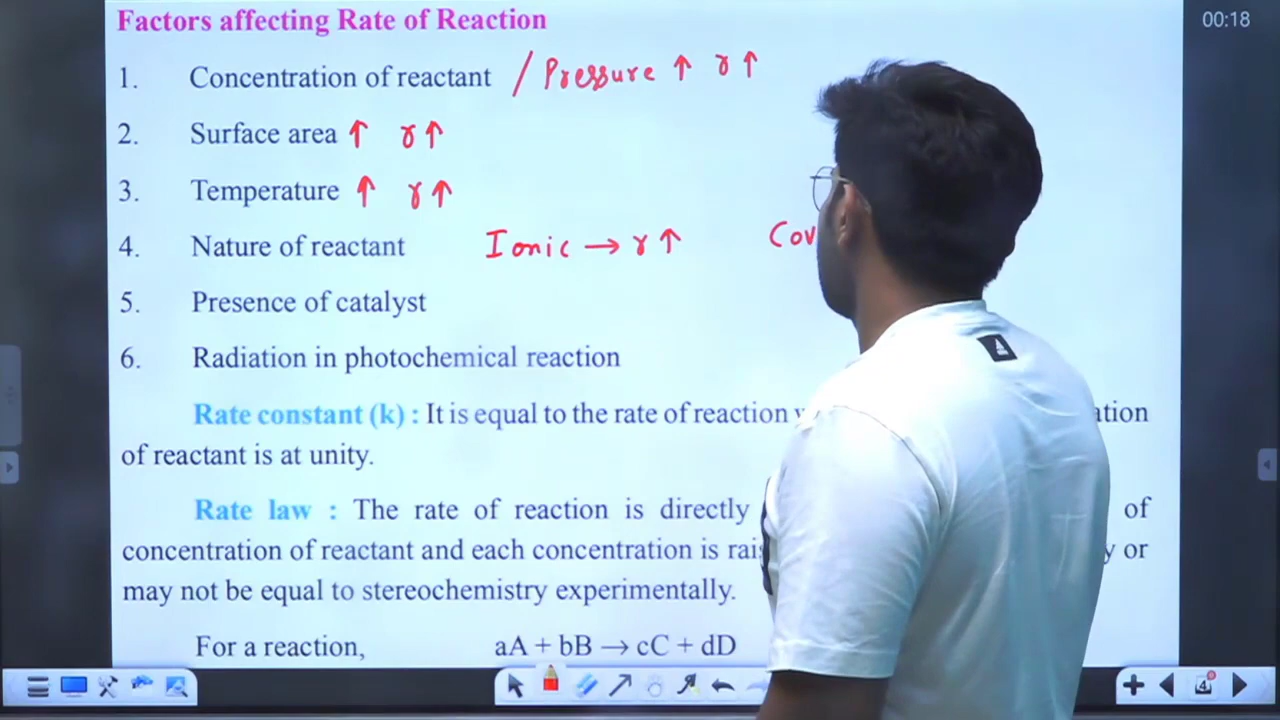 00:18
Factors affecting Rate of Reaction
1. Concentration of reactant / Pressure ↑ r ↑
2. Surface area ↑ r ↑
3. Temperature ↑ r ↑
4. Nature of reactant Ionic → r ↑ Cov
5. Presence of catalyst
6. Radiation in photochemical reaction
Rate constant (k) : It is equal to the rate of reaction
of reactant is at unity.
Rate law : The rate of reaction is directly of
concentration of reactant and each concentration is or
may not be equal to stereochemistry experimentally.
For a reaction, aA + bB → cC + dD
4